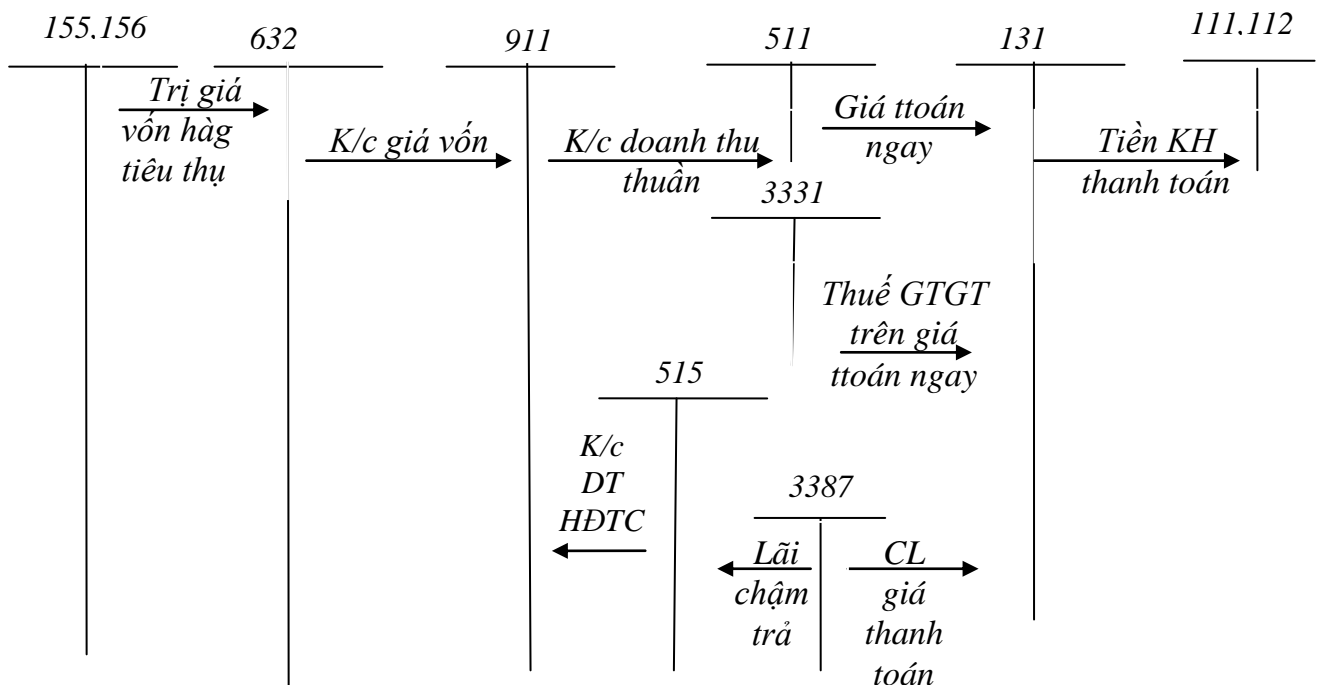 155,156
632
911
511
131
111,112
Trị giá
vốn hàg
tiêu thụ
K/c giá vốn
K/c doanh thu
thuần
Giá ttoán
ngay
Tiền KH
thanh toán
3331
Thuế GTGT
trên giá
ttoán ngay
515
K/c
DT
HĐTC
3387
Lãi
chậm
trả
CL
giá
thanh
toán